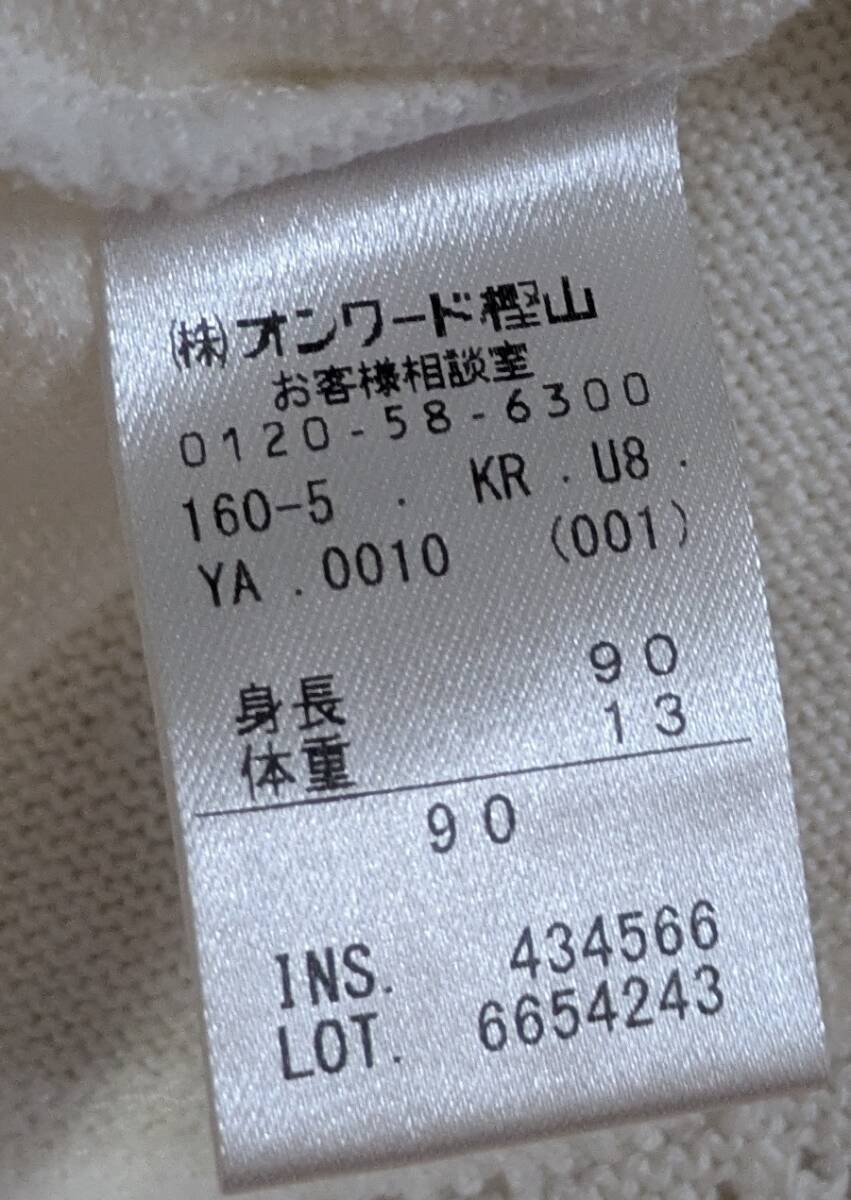 (株)オンワード樫山
お客様相談室
0120-58-6300
160-5 . KR . U8 .
YA . 0010 (001)
身長 90
体重 13
90
INS. 434566
LOT. 6654243